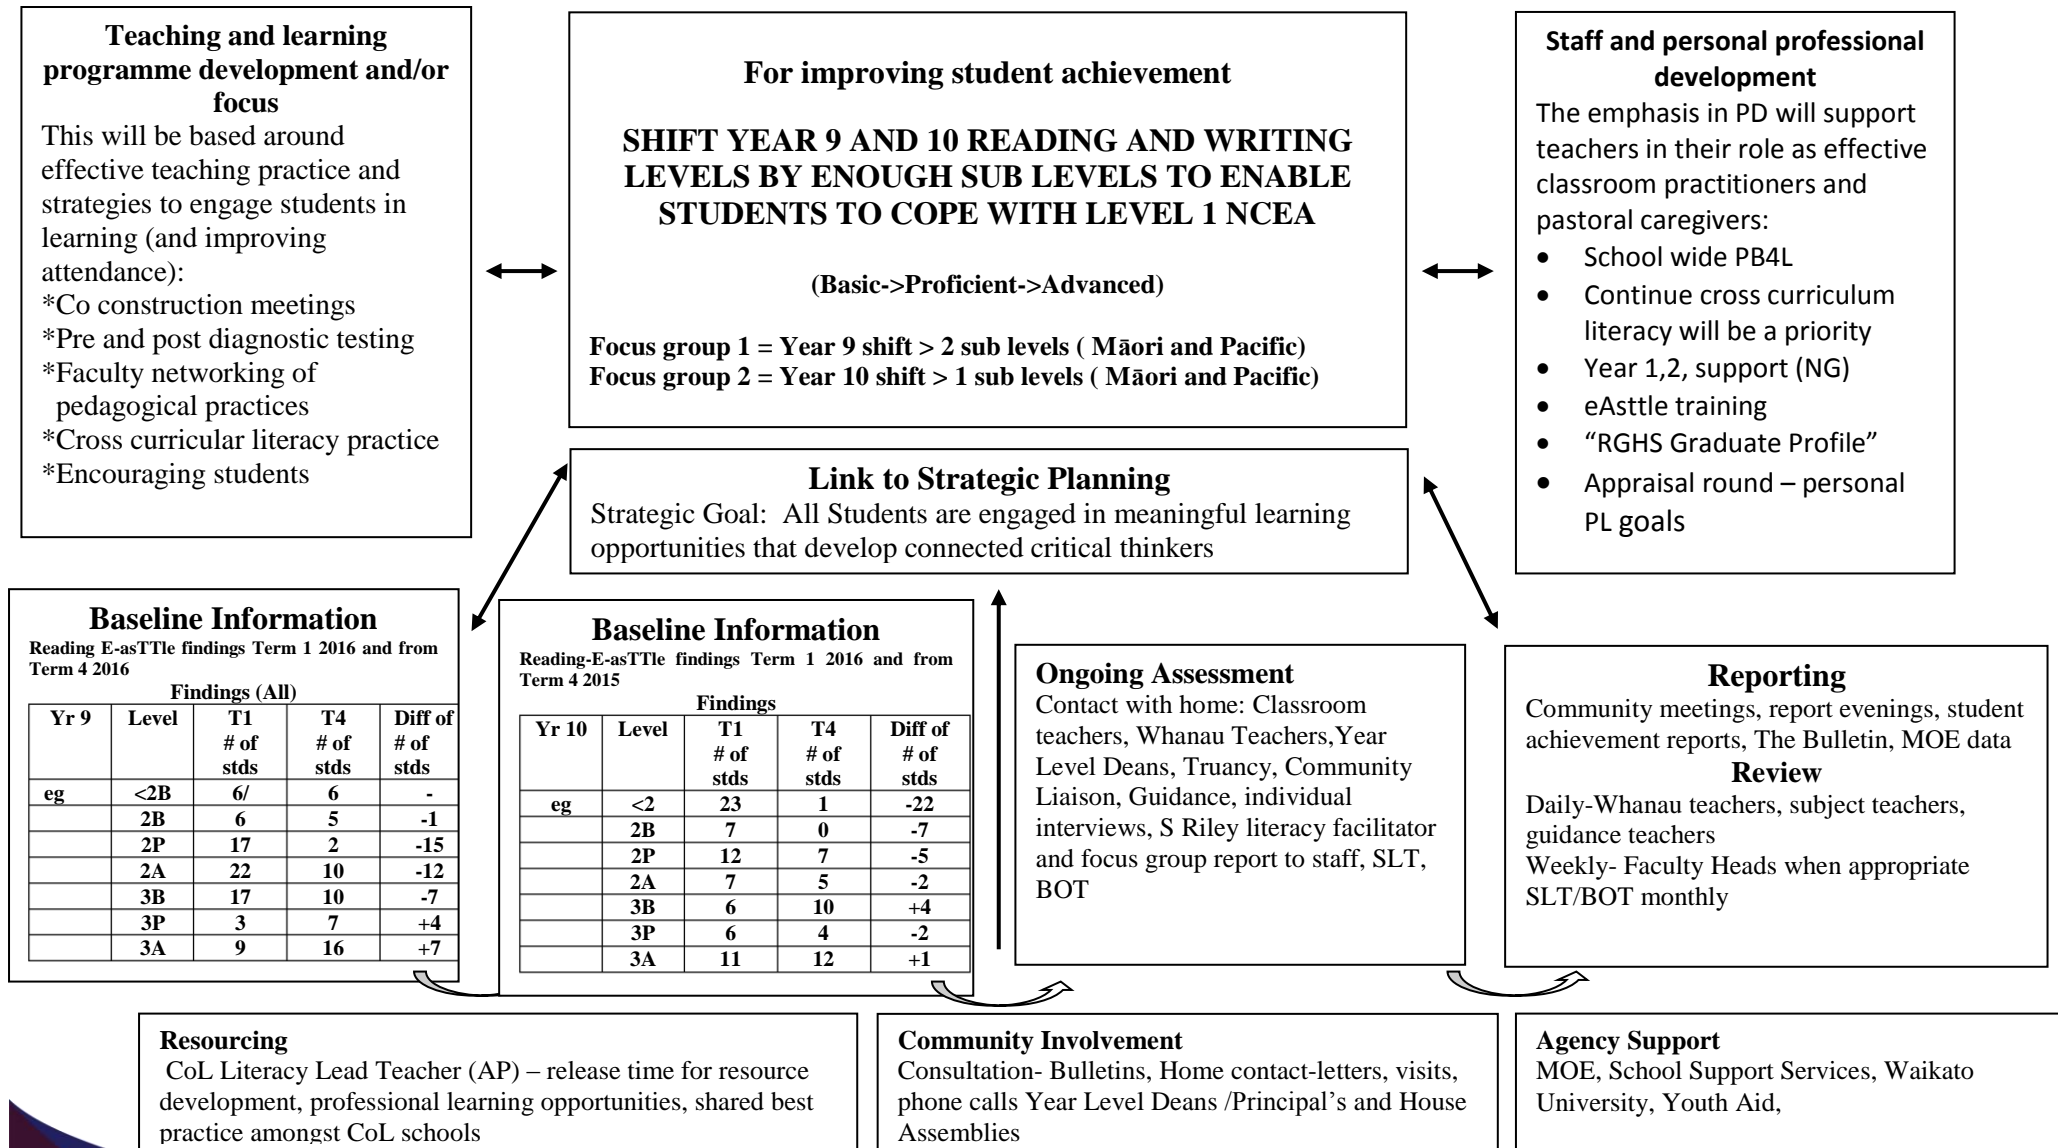 Teaching and learning
programme development and/or
focus
This will be based around
effective teaching practice and
strategies to engage students in
learning (and improving
attendance):
*Co construction meetings
*Pre and post diagnostic testing
*Faculty networking of
pedagogical practices
*Cross curricular literacy practice
*Encouraging students
For improving student achievement
SHIFT YEAR 9 AND 10 READING AND WRITING
LEVELS BY ENOUGH SUB LEVELS TO ENABLE
STUDENTS TO COPE WITH LEVEL 1 NCEA
(Basic->Proficient->Advanced)
Focus group 1 = Year 9 shift > 2 sub levels ( Māori and Pacific)
Focus group 2 = Year 10 shift > 1 sub levels ( Māori and Pacific)
Staff and personal professional
development
The emphasis in PD will support
teachers in their role as effective
classroom practitioners and
pastoral caregivers:
• School wide PB4L
• Continue cross curriculum
literacy will be a priority
• Year 1,2, support (NG)
• eAsttle training
• “RGHS Graduate Profile”
• Appraisal round – personal
PL goals
Link to Strategic Planning
Strategic Goal:  All Students are engaged in meaningful learning
opportunities that develop connected critical thinkers
Baseline Information
Reading E-asTTle findings Term 1 2016 and from
Term 4 2016
Findings (All)
Yr 9 Level T1 T4 Diff of
# of # of # of
stds stds stds
eg <2B 6/ 6 -
2B 6 5 -1
2P 17 2 -15
2A 22 10 -12
3B 17 10 -7
3P 3 7 +4
3A 9 16 +7
Baseline Information
Reading-E-asTTle findings Term 1 2016 and from
Term 4 2015
Findings
Yr 10 Level T1 T4 Diff of
# of # of # of
stds stds stds
eg <2 23 1 -22
2B 7 0 -7
2P 12 7 -5
2A 7 5 -2
3B 6 10 +4
3P 6 4 -2
3A 11 12 +1
Ongoing Assessment
Contact with home: Classroom
teachers, Whanau Teachers,Year
Level Deans, Truancy, Community
Liaison, Guidance, individual
interviews, S Riley literacy facilitator
and focus group report to staff, SLT,
BOT
Reporting
Community meetings, report evenings, student
achievement reports, The Bulletin, MOE data
Review
Daily-Whanau teachers, subject teachers,
guidance teachers
Weekly- Faculty Heads when appropriate
SLT/BOT monthly
Resourcing
CoL Literacy Lead Teacher (AP) – release time for resource
development, professional learning opportunities, shared best
practice amongst CoL schools
Community Involvement
Consultation- Bulletins, Home contact-letters, visits,
phone calls Year Level Deans /Principal’s and House
Assemblies
Agency Support
MOE, School Support Services, Waikato
University, Youth Aid,